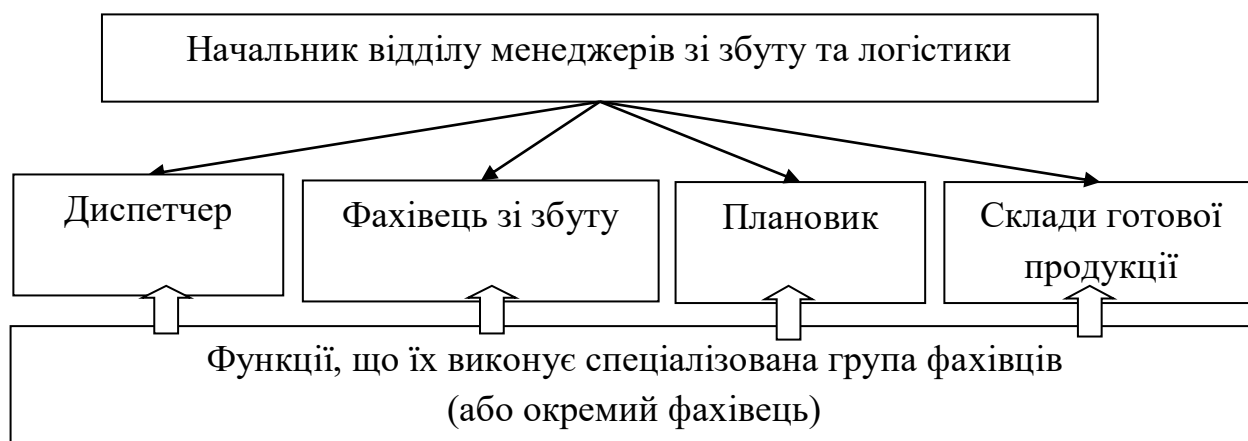 Начальник відділу менеджерів зі збуту та логістики
Диспетчер
Фахівець зі збуту
Плановик
Склади готової
продукції
Функції, що їх виконує спеціалізована група фахівців
(або окремий фахівець)